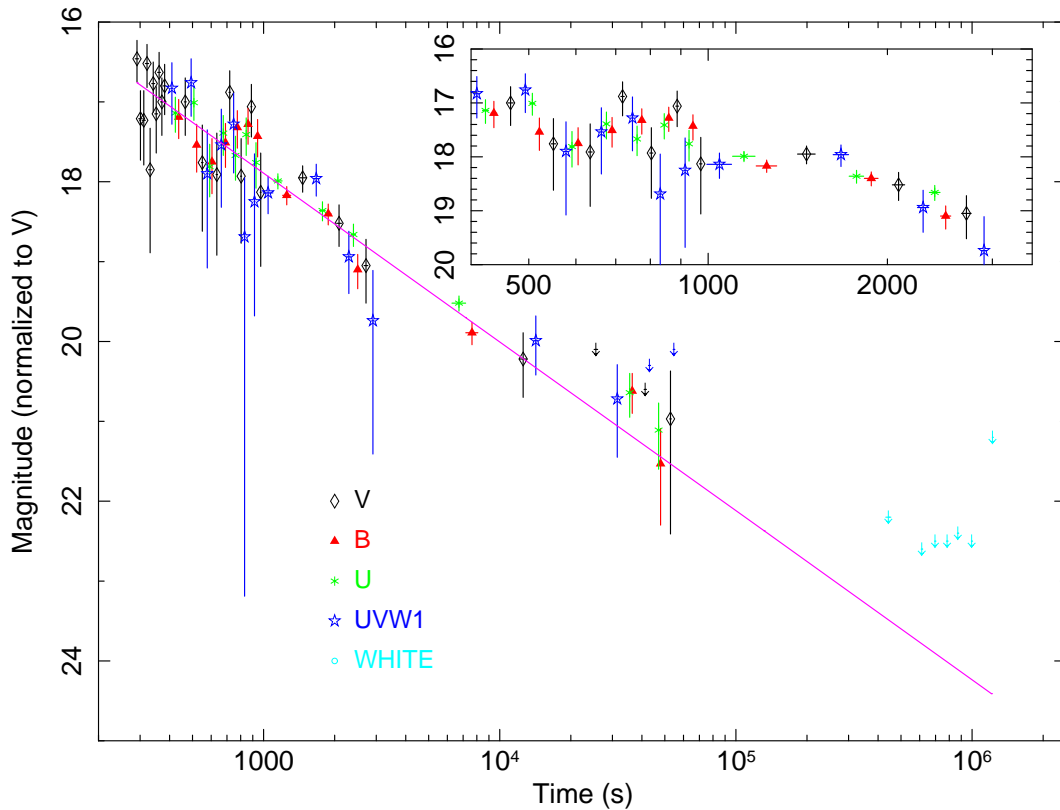 16
18
20
22
24
Magnitude (normalized to V)
1000
10⁴
10⁵
10⁶
Time (s)
V
B
U
UVW1
WHITE
16
17
18
19
20
500
1000
2000